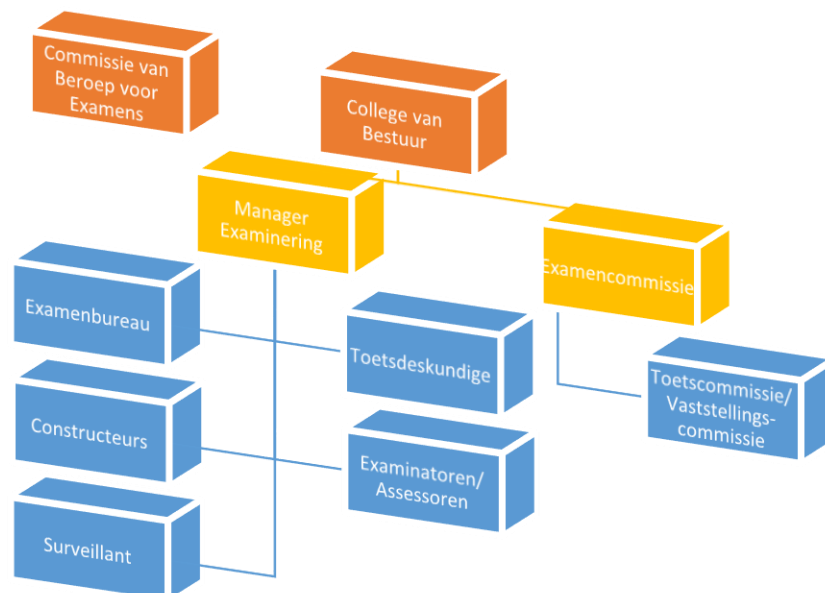 Commissie van
Beroep voor
Examens
College van
Bestuur
Manager
Examinering
Examencommissie
Examenbureau
Toetsdeskundige
Toetscommissie/
Vaststellings-
commissie
Constructeurs
Examinatoren/
Assessoren
Surveillant